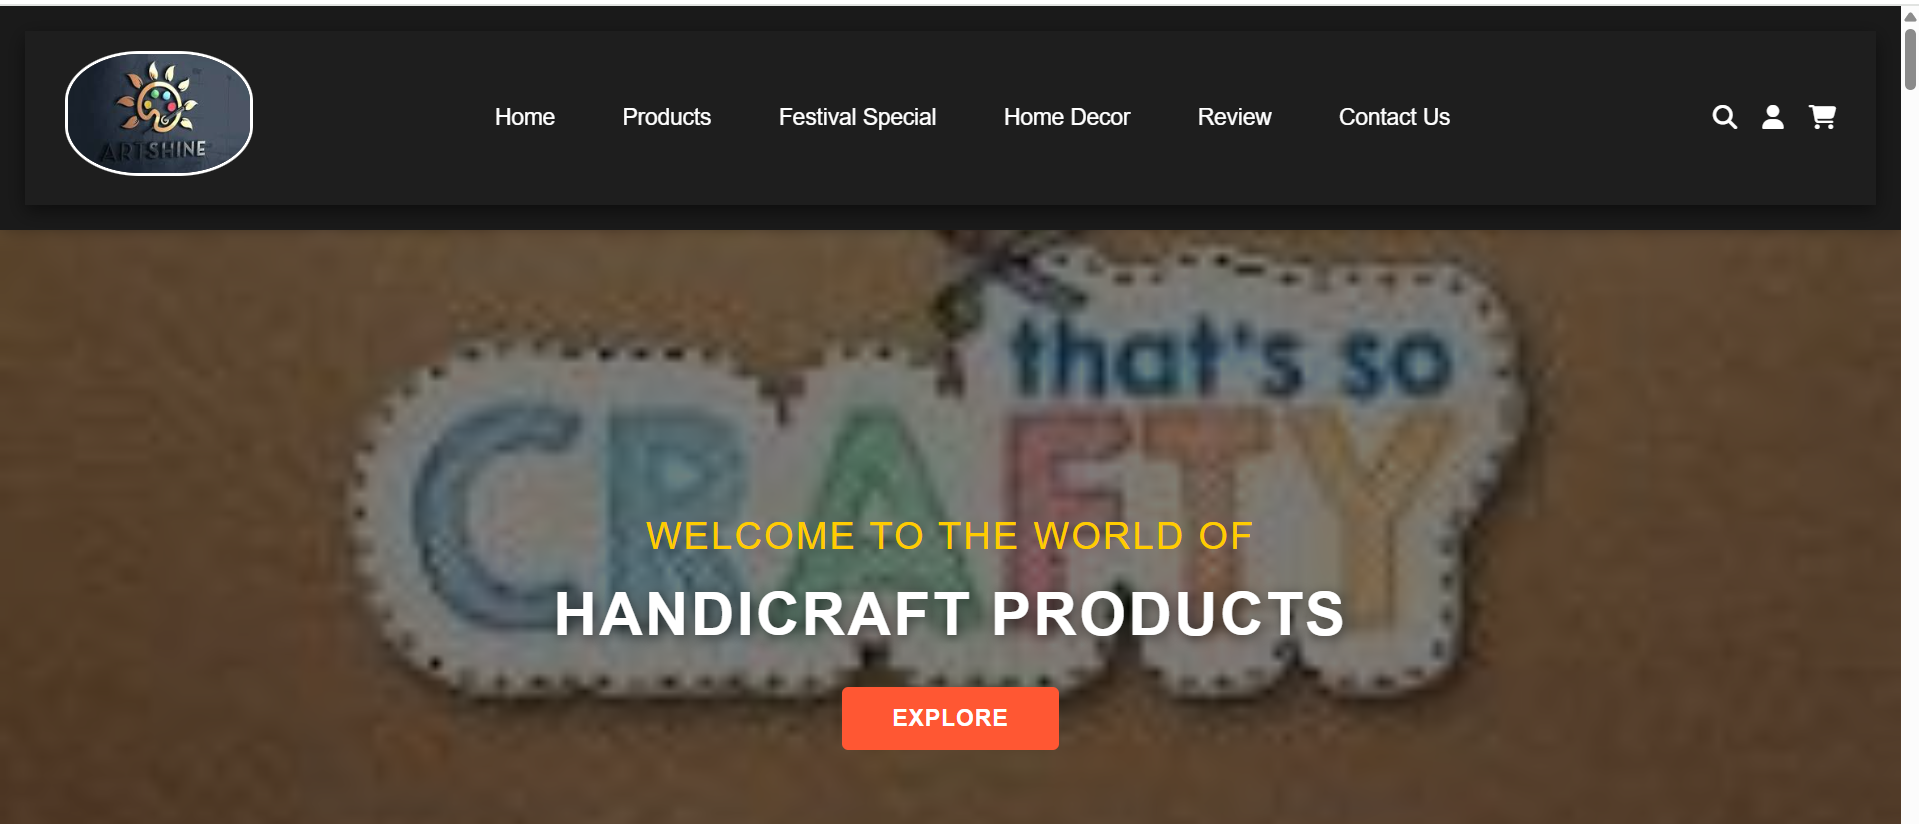 ARTSHINE
Home
Products
Festival Special
Home Decor
Review
Contact Us
that's so
CRAFTY
WELCOME TO THE WORLD OF
HANDICRAFT PRODUCTS
EXPLORE